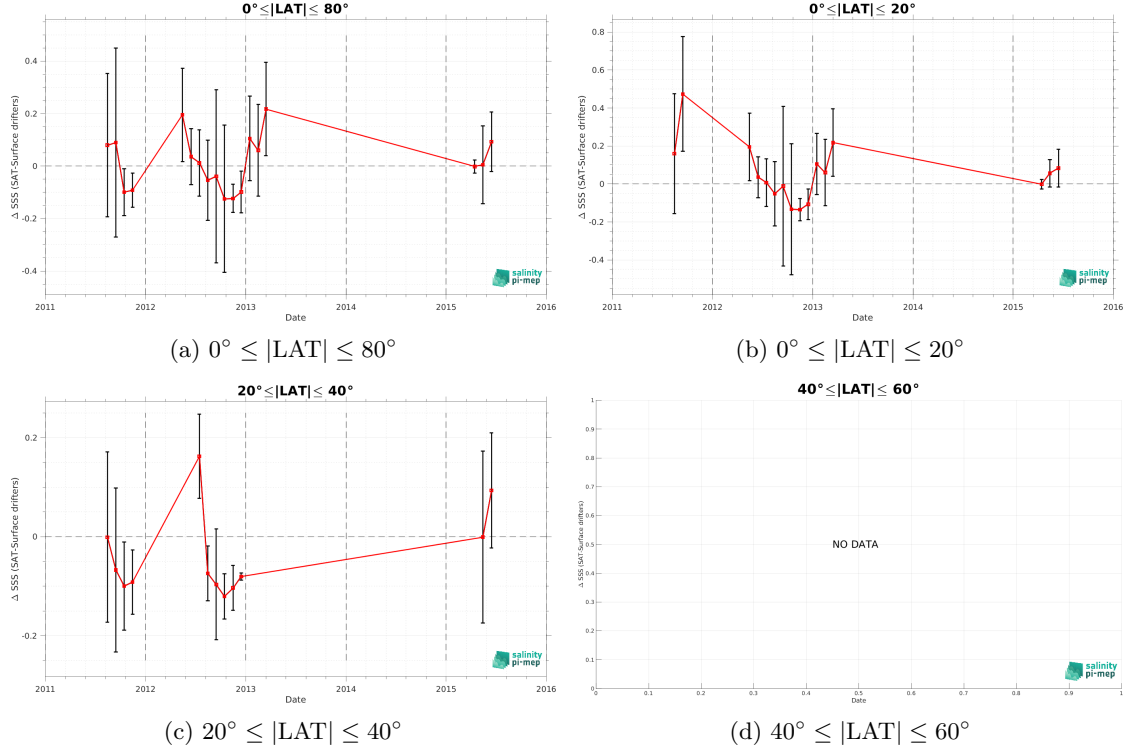 0°≤|LAT|≤ 80°
Δ SSS (SAT-Surface drifters)
0.4
0.2
0
-0.2
-0.4
2011 2012 2013 2014 2015 2016
Date
salinity
pi-mep
(a) 0° ≤ |LAT| ≤ 80°
0°≤|LAT|≤ 20°
Δ SSS (SAT-Surface drifters)
0.8
0.6
0.4
0.2
0
-0.2
-0.4
2011 2012 2013 2014 2015 2016
Date
salinity
pi-mep
(b) 0° ≤ |LAT| ≤ 20°
20°≤|LAT|≤ 40°
Δ SSS (SAT-Surface drifters)
0.2
0
-0.2
2011 2012 2013 2014 2015 2016
Date
salinity
pi-mep
(c) 20° ≤ |LAT| ≤ 40°
40°≤|LAT|≤ 60°
Δ SSS (SAT-Surface drifters)
1
0.9
0.8
0.7
0.6
0.5
0.4
0.3
0.2
0.1
0
NO DATA
0 0.1 0.2 0.3 0.4 0.5 0.6 0.7 0.8 0.9 1
Date
salinity
pi-mep
(d) 40° ≤ |LAT| ≤ 60°